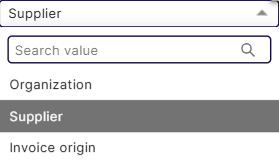 Supplier
Search value
Organization
Supplier
Invoice origin